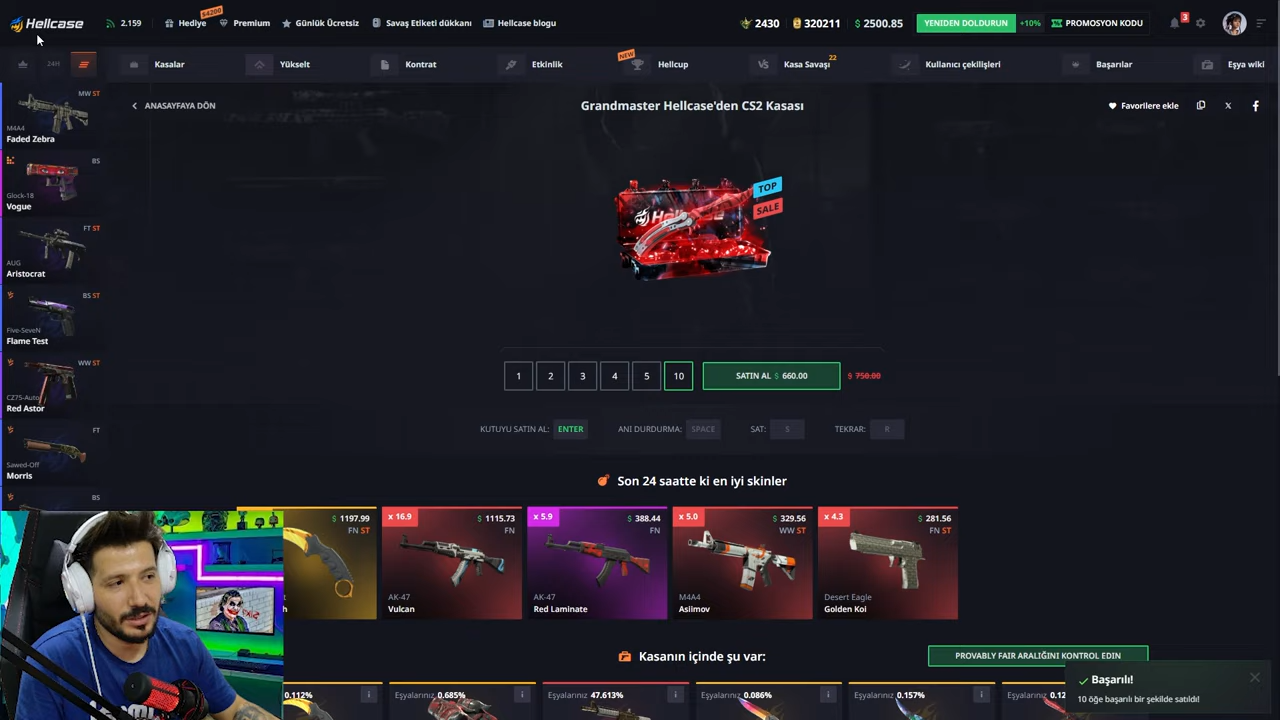 Hellcase
2.159
Hediye
$4200
Premium
Günlük Ücretsiz
Savaş Etiketi dükkanı
Hellcase blogu
2430
320211
$ 2500.85
YENİDEN DOLDURUN
+10%
PROMOSYON KODU
3
24H
Kasalar
Yükselt
Kontrat
Etkinlik
NEW
Hellcup
Kasa Savaşı
22
Kullanıcı çekilişleri
Başarılar
Eşya wiki
ANASAYFAYA DÖN
Grandmaster Hellcase'den CS2 Kasası
Favorilere ekle
MW ST
M4A4
Faded Zebra
BS
Glock-18
Vogue
FT ST
AUG
Aristocrat
BS ST
Five-SeveN
Flame Test
WW ST
CZ75-Auto
Red Astor
FT
Sawed-Off
Morris
BS
TOP
SALE
1
2
3
4
5
10
SATIN AL $ 660.00
$ 750.00
KUTUYU SATIN AL: ENTER
ANI DURDURMA: SPACE
SAT: S
TEKRAR: R
Son 24 saatte ki en iyi skinler
$ 1197.99
FN ST
x 16.9
$ 1115.73
FN
AK-47
Vulcan
x 5.9
$ 388.44
FN
AK-47
Red Laminate
x 5.0
$ 329.56
WW ST
M4A4
Asiimov
x 4.3
$ 281.56
FN ST
Desert Eagle
Golden Koi
Kasanın içinde şu var:
PROVABLY FAIR ARALIĞINI KONTROL EDİN
0.112%
Eşyalarınız 0.685%
Eşyalarınız 47.613%
Eşyalarınız 0.086%
Eşyalarınız 0.157%
Eşyalarınız
Başarılı!
10 öğe başarılı bir şekilde satıldı!